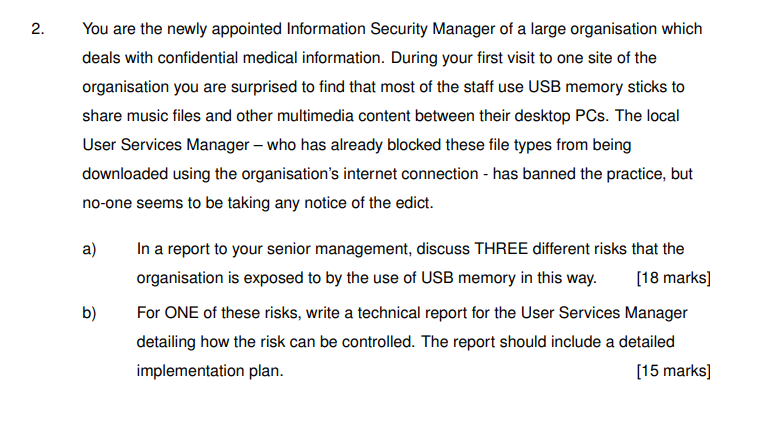 2. You are the newly appointed Information Security Manager of a large organisation which
deals with confidential medical information. During your first visit to one site of the
organisation you are surprised to find that most of the staff use USB memory sticks to
share music files and other multimedia content between their desktop PCs. The local
User Services Manager – who has already blocked these file types from being
downloaded using the organisation's internet connection - has banned the practice, but
no-one seems to be taking any notice of the edict.
a) In a report to your senior management, discuss THREE different risks that the
organisation is exposed to by the use of USB memory in this way. [18 marks]
b) For ONE of these risks, write a technical report for the User Services Manager
detailing how the risk can be controlled. The report should include a detailed
implementation plan. [15 marks]